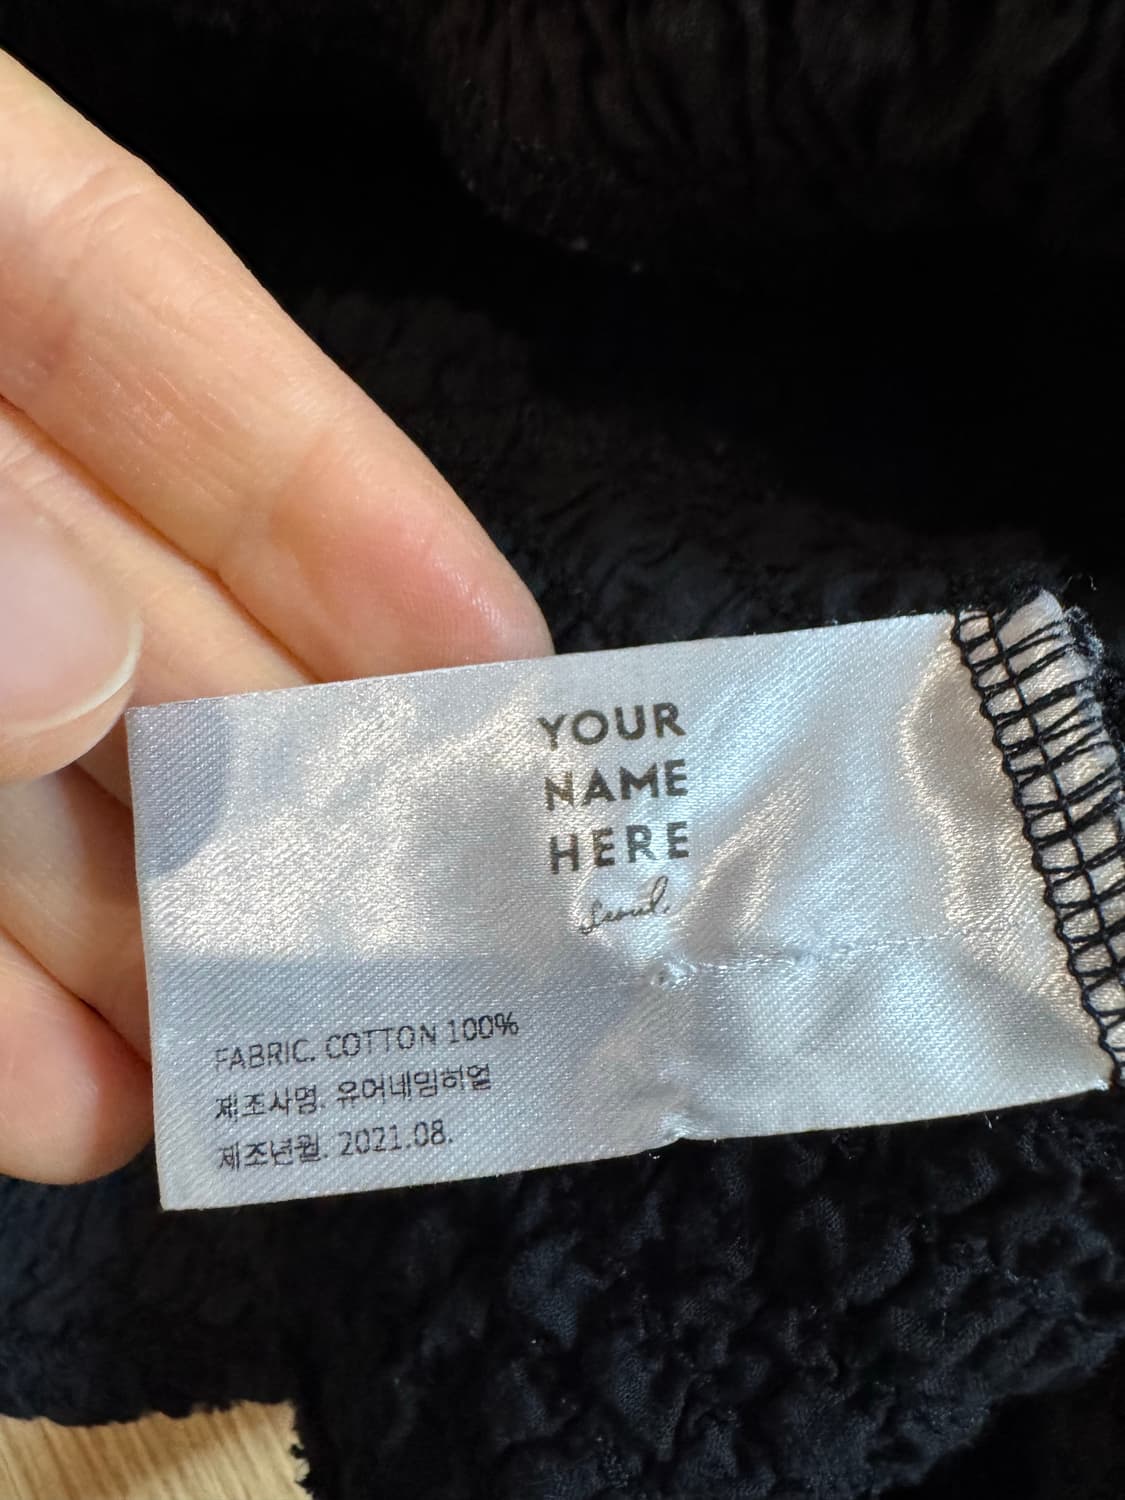 YOUR
NAME
HERE
Seoul.
FABRIC. COTTON 100%
제조사명. 유어네임히얼
제조년월. 2021.08.